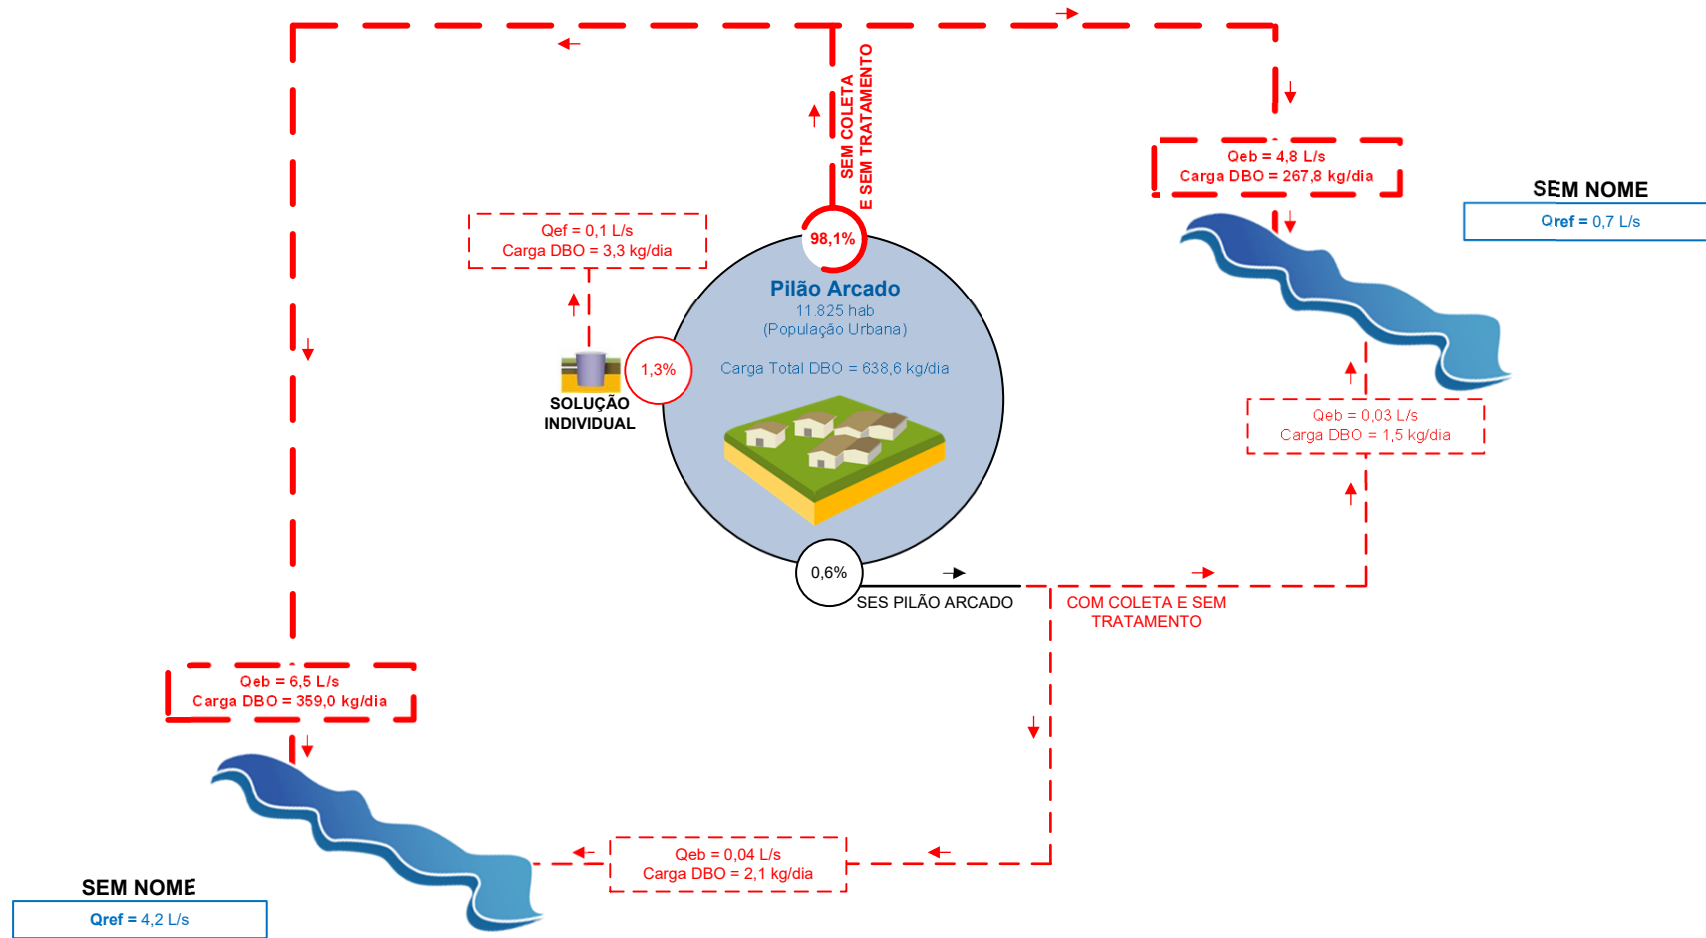 SEM COLETA
E SEM TRATAMENTO
Qeb = 4,8 L/s
Carga DBO = 267,8 kg/dia
SEM NOME
Qref = 0,7 L/s
Qef = 0,1 L/s
Carga DBO = 3,3 kg/dia
98,1%
Pilão Arcado
11.825 hab
(População Urbana)
Carga Total DBO = 638,6 kg/dia
1,3%
SOLUÇÃO
INDIVIDUAL
Qeb = 0,03 L/s
Carga DBO = 1,5 kg/dia
0,6%
SES PILÃO ARCADO
COM COLETA E SEM
TRATAMENTO
Qeb = 6,5 L/s
Carga DBO = 359,0 kg/dia
Qeb = 0,04 L/s
Carga DBO = 2,1 kg/dia
SEM NOME
Qref = 4,2 L/s